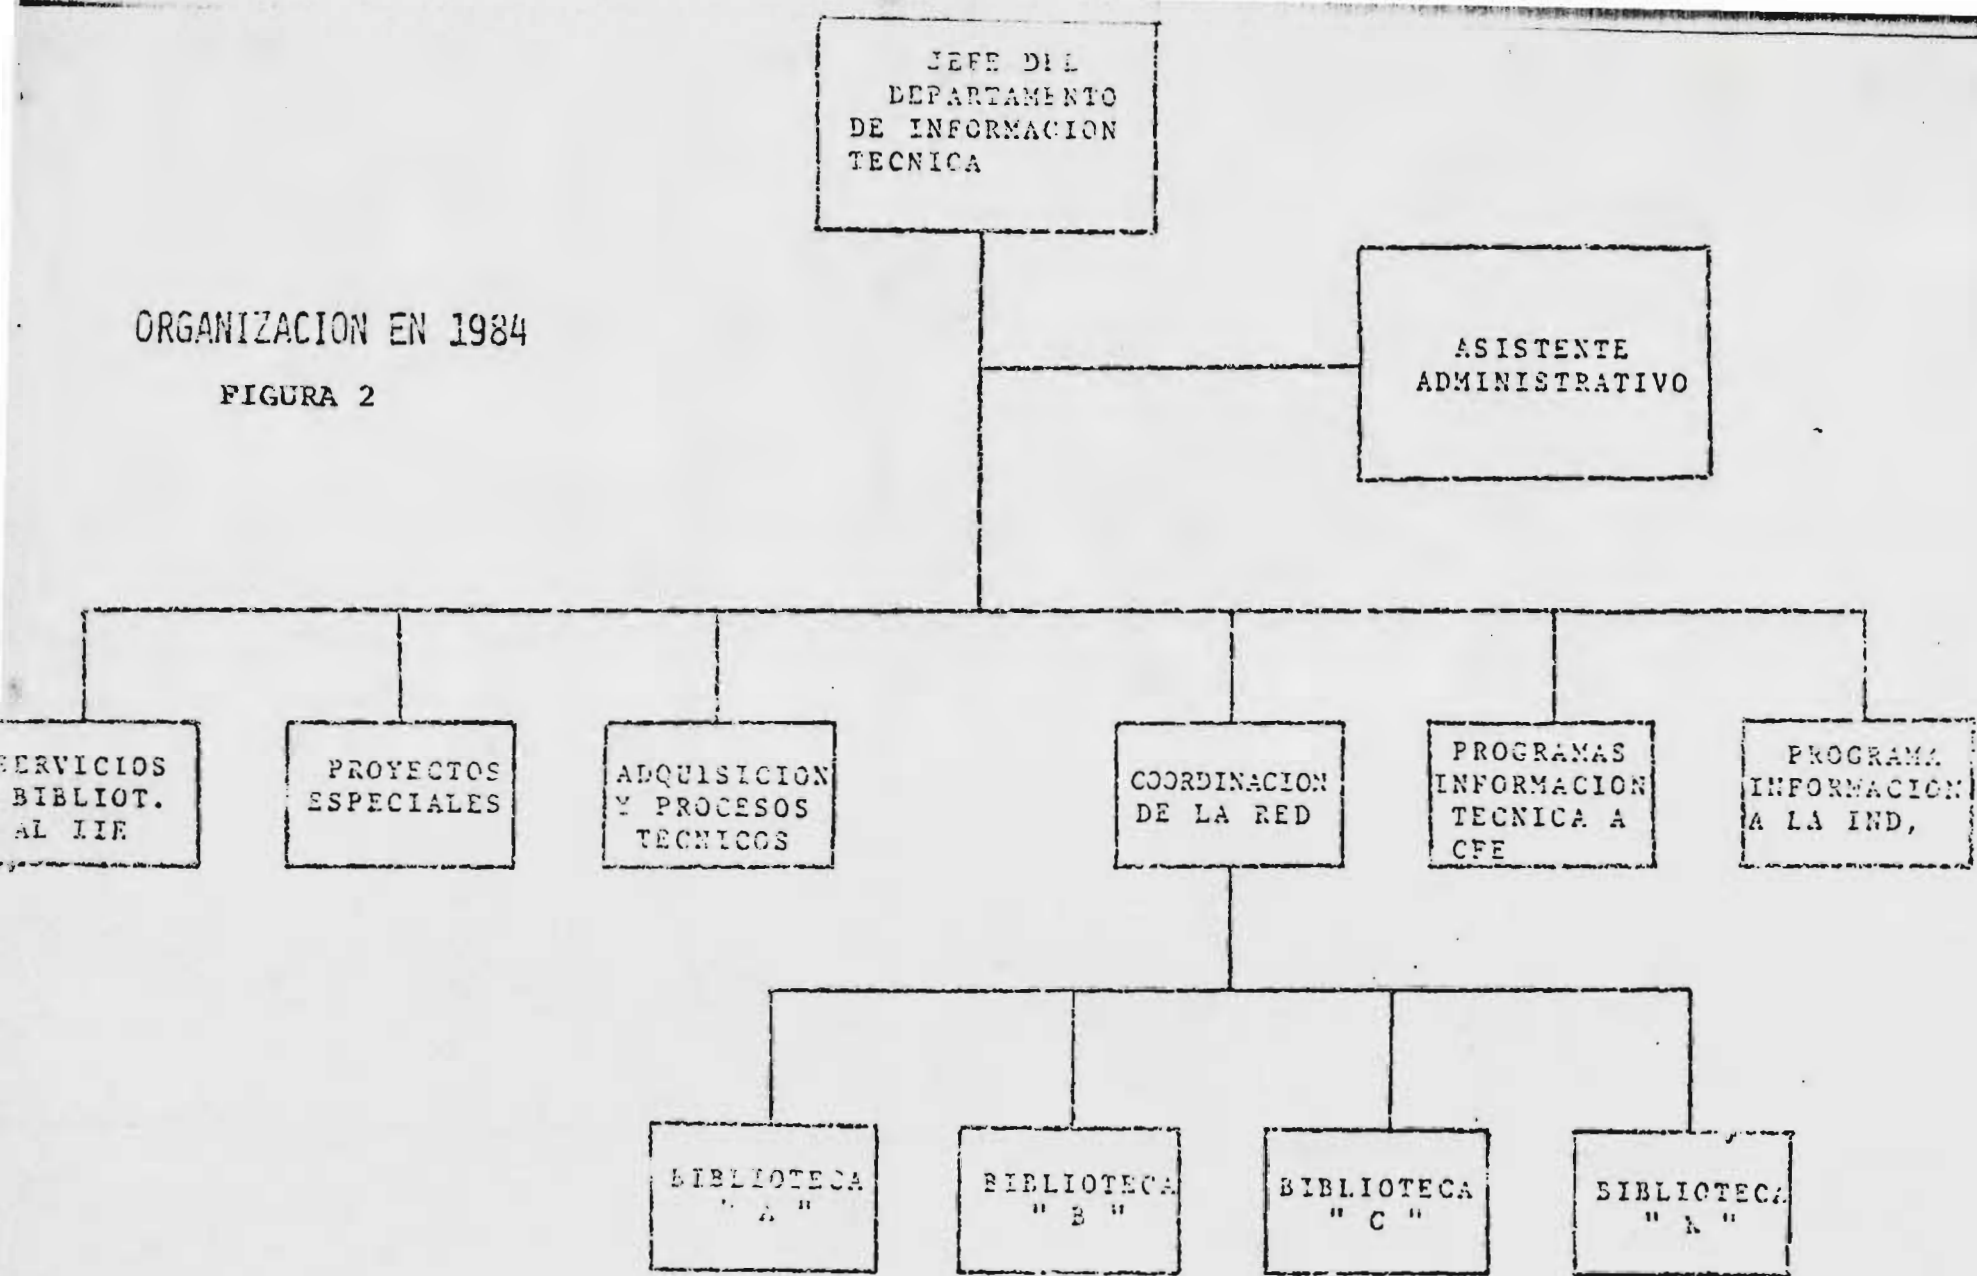 JEFE DEL
DEPARTAMENTO
DE INFORMACION
TECNICA
ORGANIZACION EN 1984
FIGURA 2
ASISTENTE
ADMINISTRATIVO
SERVICIOS
BIBLIOT.
AL IIE
PROYECTOS
ESPECIALES
ADQUISICION
Y PROCESOS
TECNICOS
COORDINACION
DE LA RED
PROGRAMAS
INFORMACION
TECNICA A
CFE
PROGRAMA
INFORMACION
A LA IND,
BIBLIOTECA
" A "
BIBLIOTECA
" B "
BIBLIOTECA
" C "
BIBLIOTECA